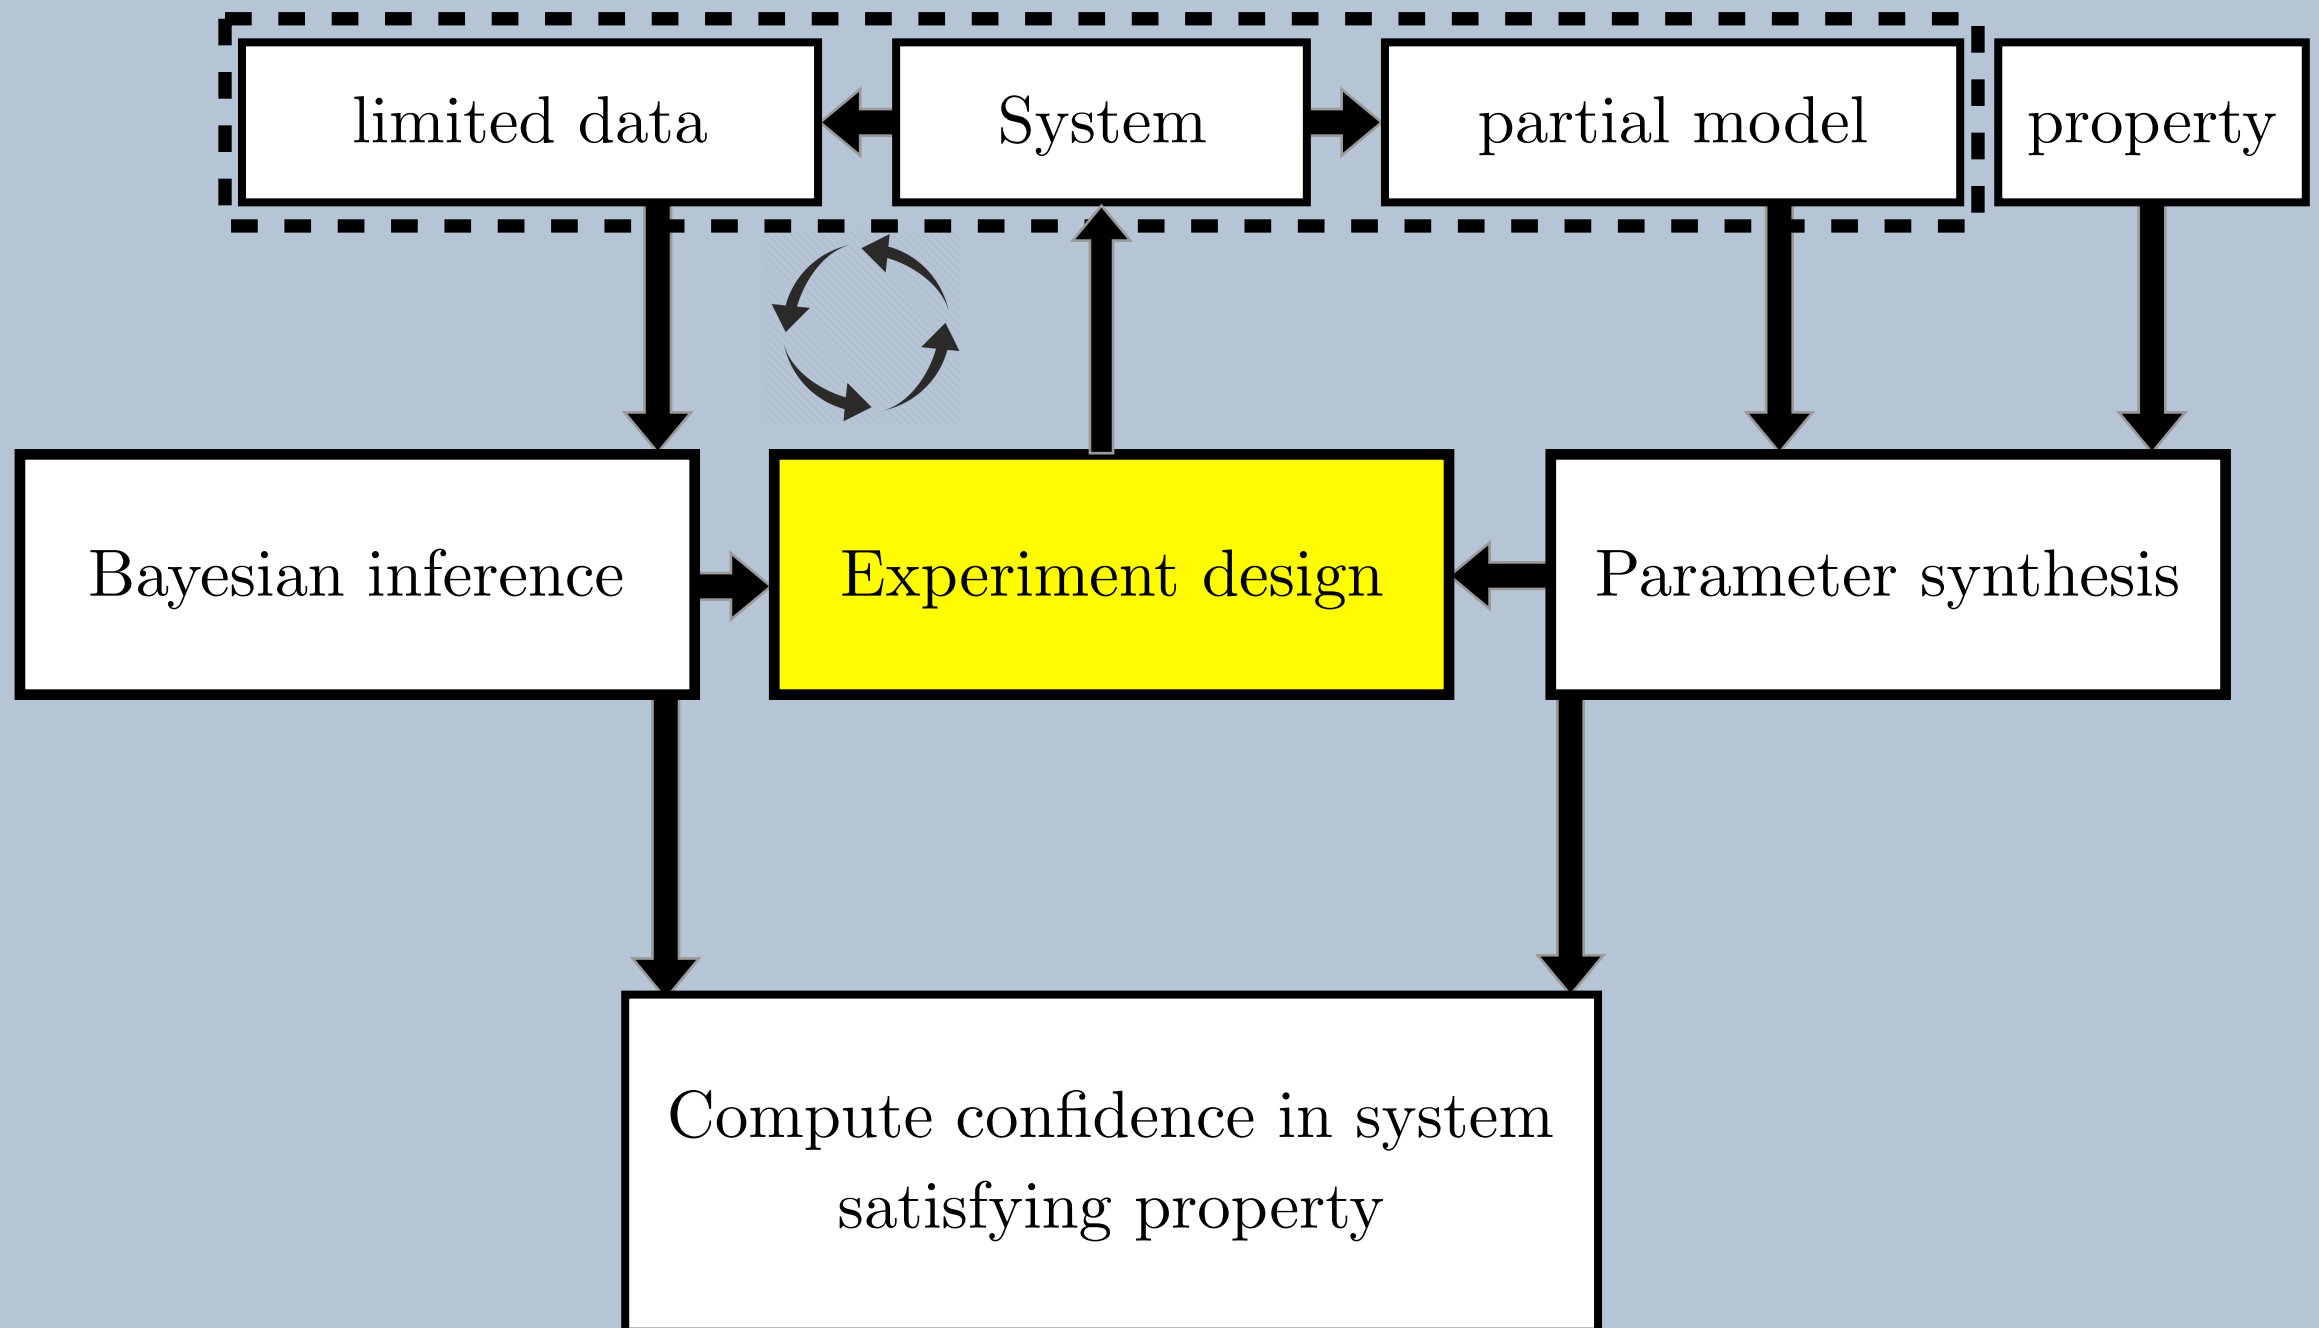 limited data
System
partial model
property
Bayesian inference
Experiment design
Parameter synthesis
Compute confidence in system
satisfying property